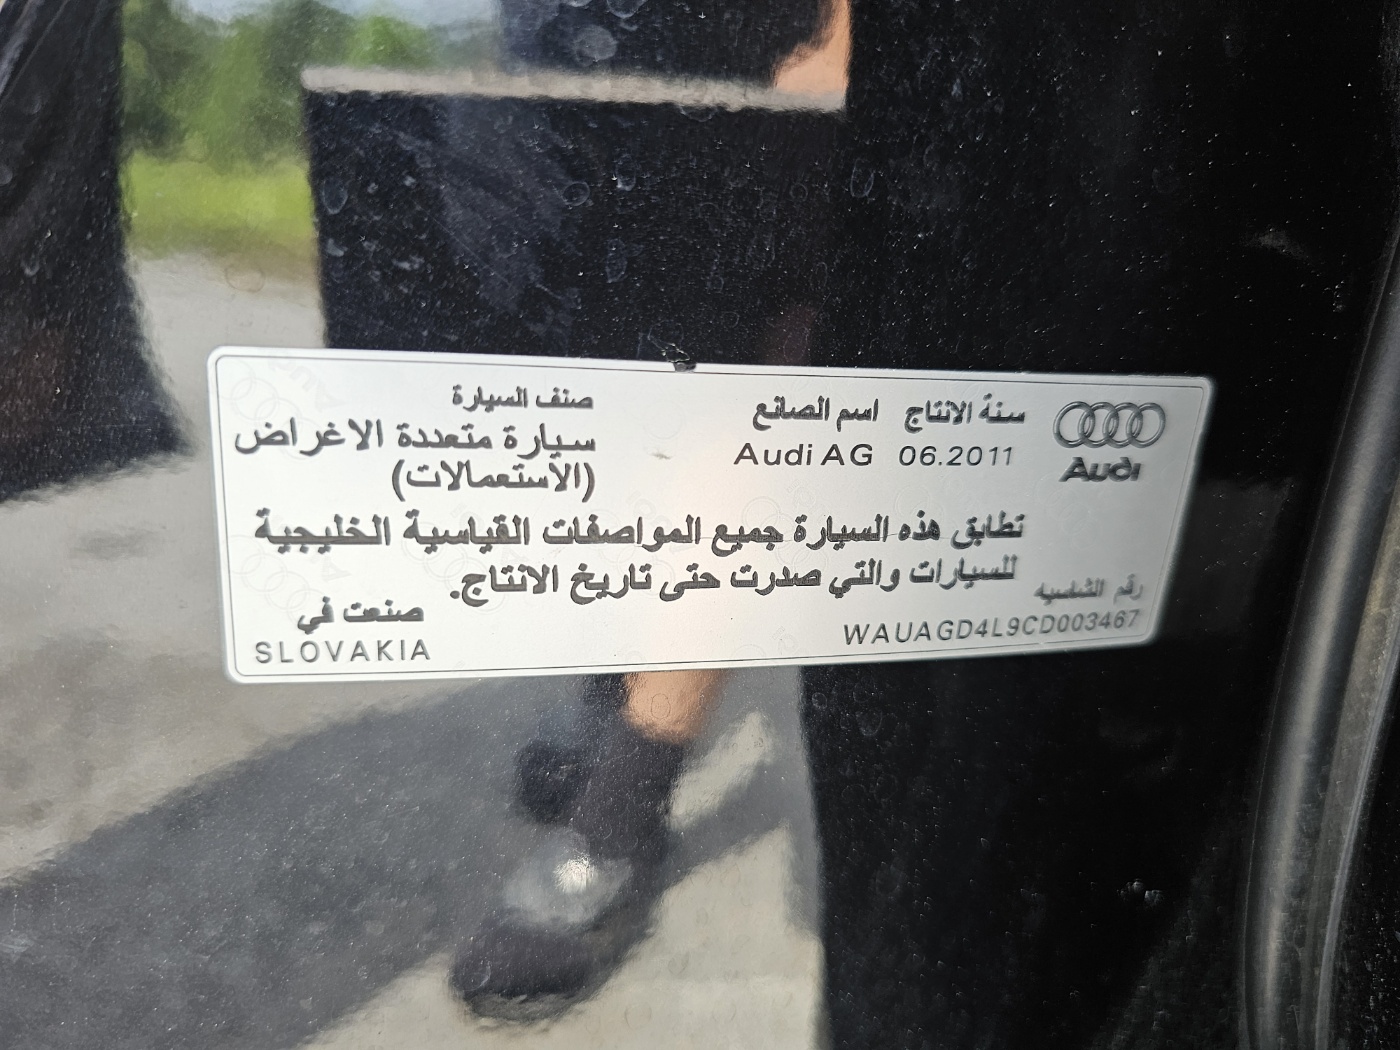 سنة الانتاج اسم الصانع صنف السيارة
Audi AG 06.2011
سيارة متعددة الاغراض
(الأستعمالات)
Audi
تطابق هذه السيارة جميع المواصفات القياسية الخليجية
للسيارات والتي صدرت حتى تاريخ الانتاج.
رقم الشاسيه
WAUAGD4L9CD003467
صنعت في
SLOVAKIA